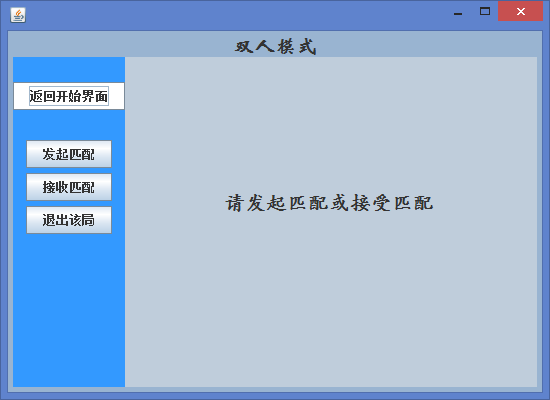 双人模式
返回开始界面
发起匹配
接收匹配
退出该局
请发起匹配或接受匹配